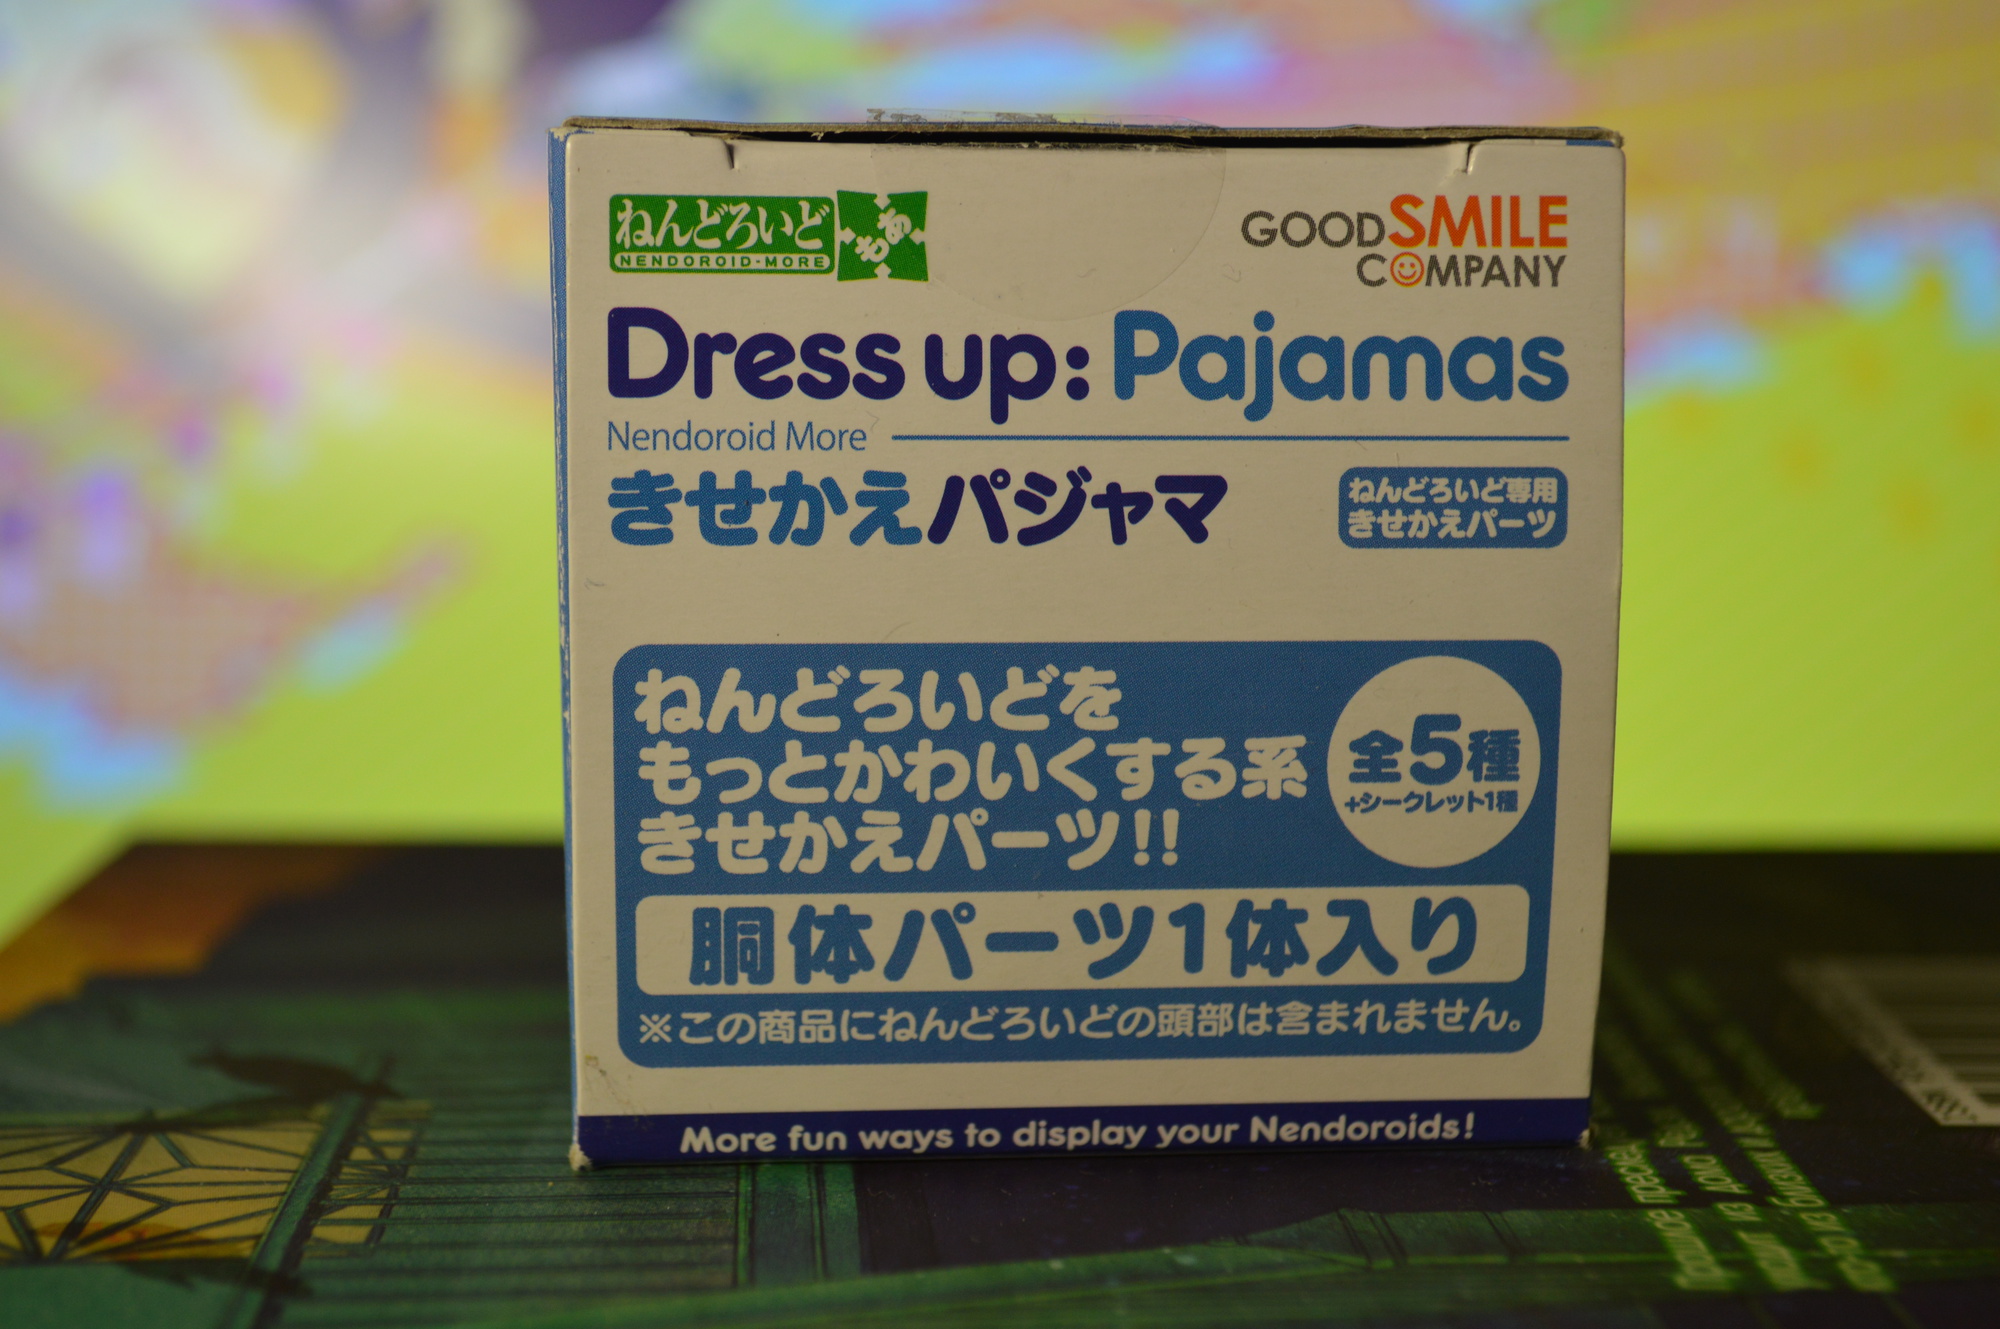 ねんどろいど
NENDOROID・MORE
もあ
GOOD SMILE
COMPANY
Dress up: Pajamas
Nendoroid More
きせかえパジャマ
ねんどろいど専用
きせかえパーツ
ねんどろいどを
もっとかわいくする系
きせかえパーツ!!
全5種
+シークレット1種
胴体パーツ1体入り
※この商品にねんどろいどの頭部は含まれません。
More fun ways to display your Nendoroids!